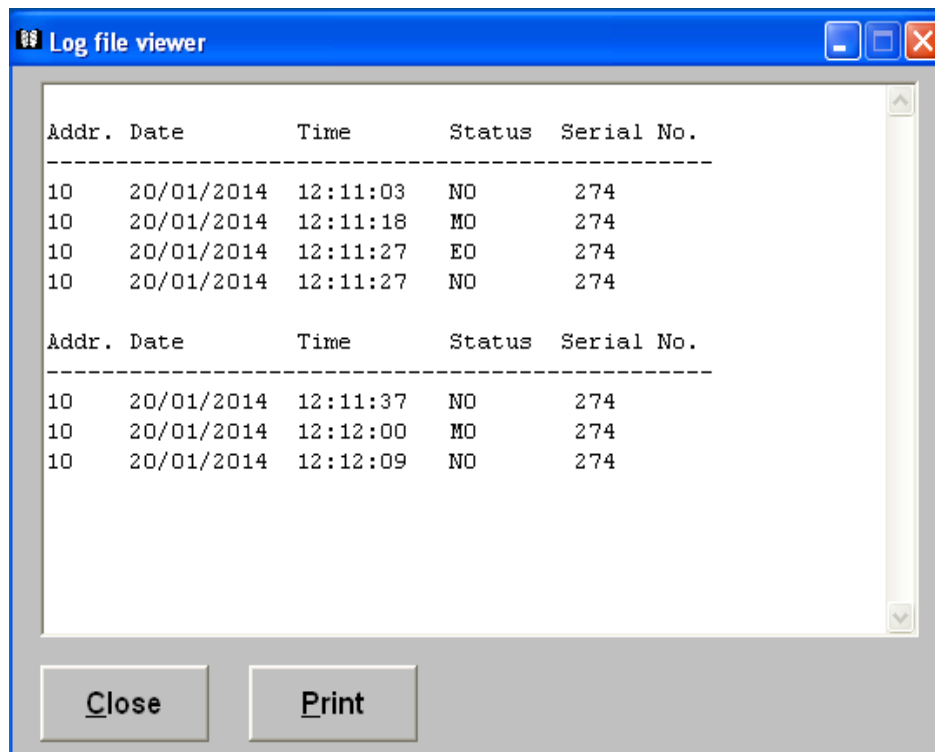 Log file viewer
Addr. Date Time Status Serial No.
------------------------------------------------
10 20/01/2014 12:11:03 NO 274
10 20/01/2014 12:11:18 MO 274
10 20/01/2014 12:11:27 EO 274
10 20/01/2014 12:11:27 NO 274
Addr. Date Time Status Serial No.
------------------------------------------------
10 20/01/2014 12:11:37 NO 274
10 20/01/2014 12:12:00 MO 274
10 20/01/2014 12:12:09 NO 274
Close Print